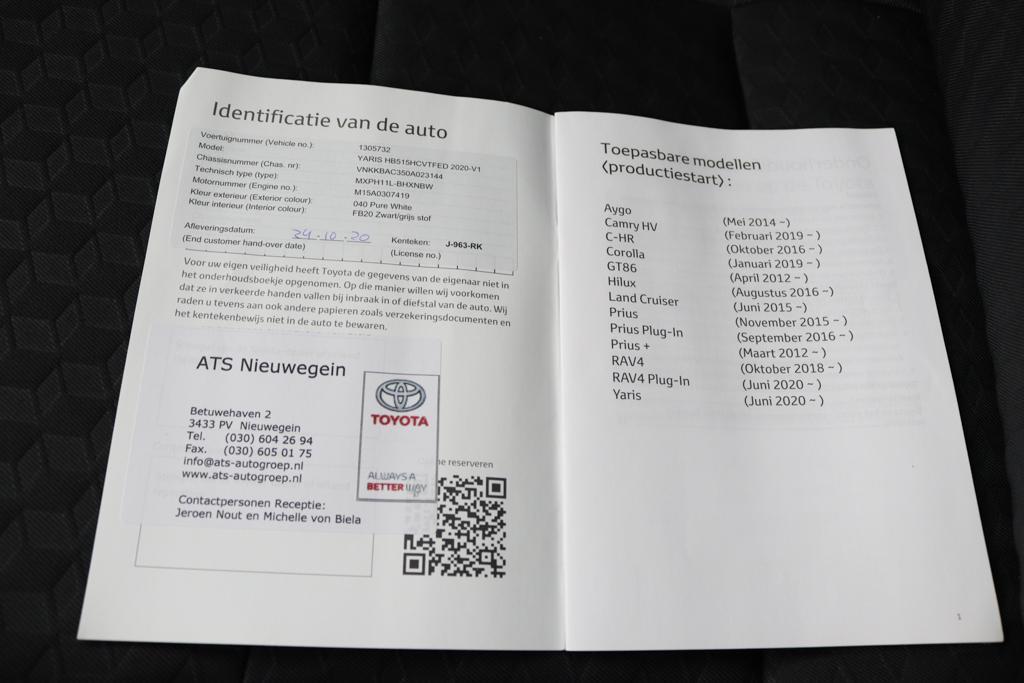 Identificatie van de auto
Voertuignummer (Vehicle no.): 1305732
Model: YARIS HB515HCVTFED 2020-V1
Chassisnummer (Chas. nr): VNKKBAC350A023144
Technisch type (type): MXPH11L-BHXNBW
Motornummer (Engine no.): M15A0307419
Kleur exterieur (Exterior colour): 040 Pure White
Kleur interieur (Interior colour): FB20 Zwart/grijs stof
Afleveringsdatum: 29-10-20 Kenteken: J-963-RK
(End customer hand-over date) (License no.)
Voor uw eigen veiligheid heeft Toyota de gegevens van de eigenaar niet in
het onderhoudsboekje opgenomen. Op die manier willen wij voorkomen
dat ze in verkeerde handen vallen bij inbraak in of diefstal van de auto. Wij
raden u tevens aan ook andere papieren zoals verzekeringsdocumenten en
het kentekenbewijs niet in de auto te bewaren.
ATS Nieuwegein
Betuwehaven 2
3433 PV Nieuwegein
Tel. (030) 604 26 94
Fax. (030) 605 01 75
info@ats-autogroep.nl
www.ats-autogroep.nl
Contactpersonen Receptie:
Jeroen Nout en Michelle von Biela
TOYOTA
ALWAYS A
BETTER WAY
ne reserveren
Toepasbare modellen
(productiestart) :
Aygo (Mei 2014 ~)
Camry HV (Februari 2019 ~)
C-HR (Oktober 2016 ~)
Corolla (Januari 2019 ~)
GT86 (April 2012 ~)
Hilux (Augustus 2016 ~)
Land Cruiser (Juni 2015 ~)
Prius (November 2015 ~)
Prius Plug-In (September 2016 ~)
Prius + (Maart 2012 ~)
RAV4 (Oktober 2018 ~)
RAV4 Plug-In (Juni 2020 ~)
Yaris (Juni 2020 ~)
1